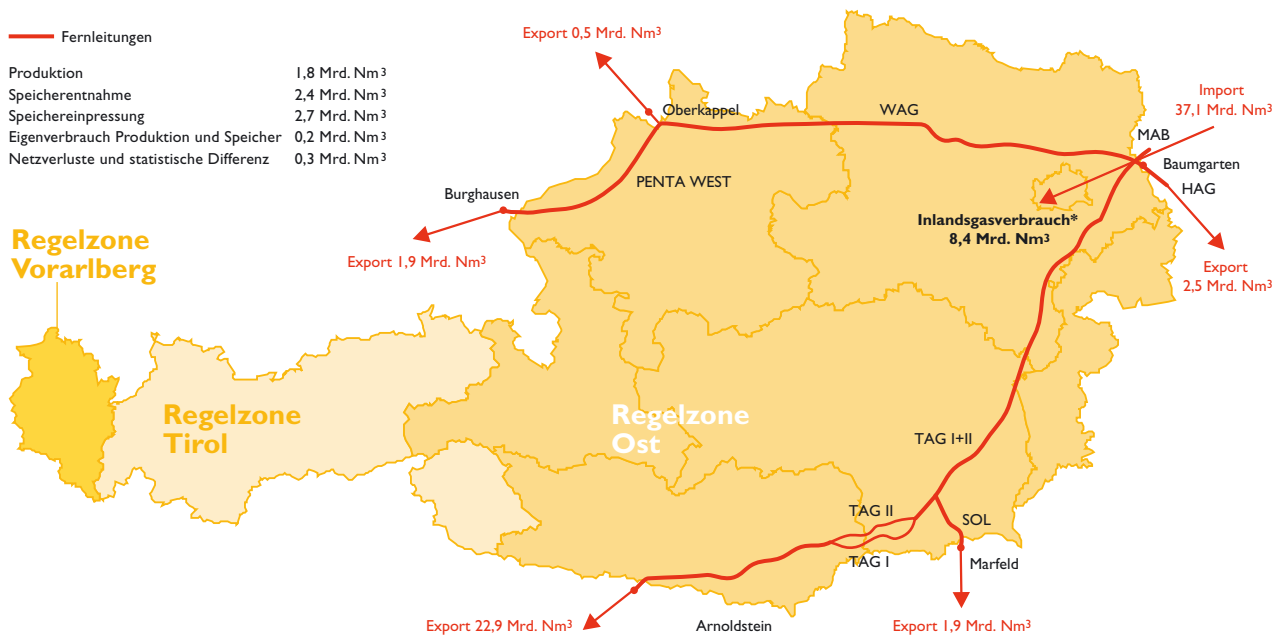 Export 0,5 Mrd. Nm³
Fernleitungen
Produktion 1,8 Mrd. Nm³
Speicherentnahme 2,4 Mrd. Nm³
Speichereinpressung 2,7 Mrd. Nm³
Eigenverbrauch Produktion und Speicher 0,2 Mrd. Nm³
Netzverluste und statistische Differenz 0,3 Mrd. Nm³
Oberkappel
WAG
Import
37,1 Mrd. Nm³
MAB
Baumgarten
HAG
PENTA WEST
Burghausen
Inlandsgasverbrauch*
8,4 Mrd. Nm³
Export 1,9 Mrd. Nm³
Export
2,5 Mrd. Nm³
Regelzone
Vorarlberg
Regelzone
Tirol
Regelzone
Ost
TAG I+II
TAG II
SOL
TAG I
Marfeld
Export 22,9 Mrd. Nm³
Arnoldstein
Export 1,9 Mrd. Nm³